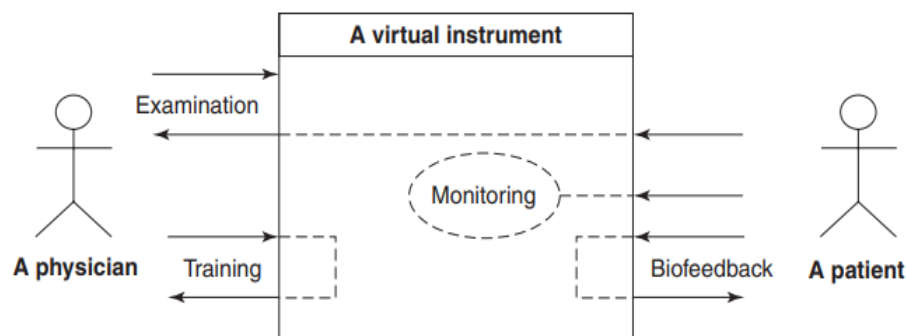 A virtual instrument
Examination
Monitoring
A physician
Training
Biofeedback
A patient